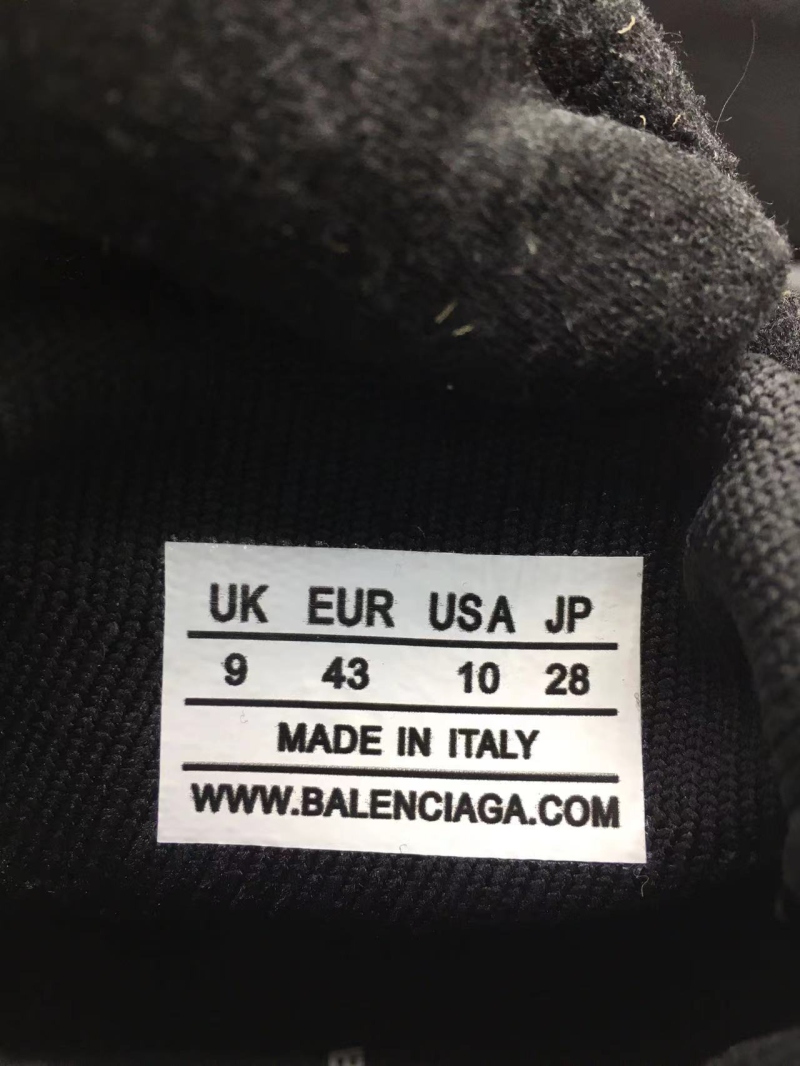 UK EUR USA JP
9 43 10 28
MADE IN ITALY
WWW.BALENCIAGA.COM